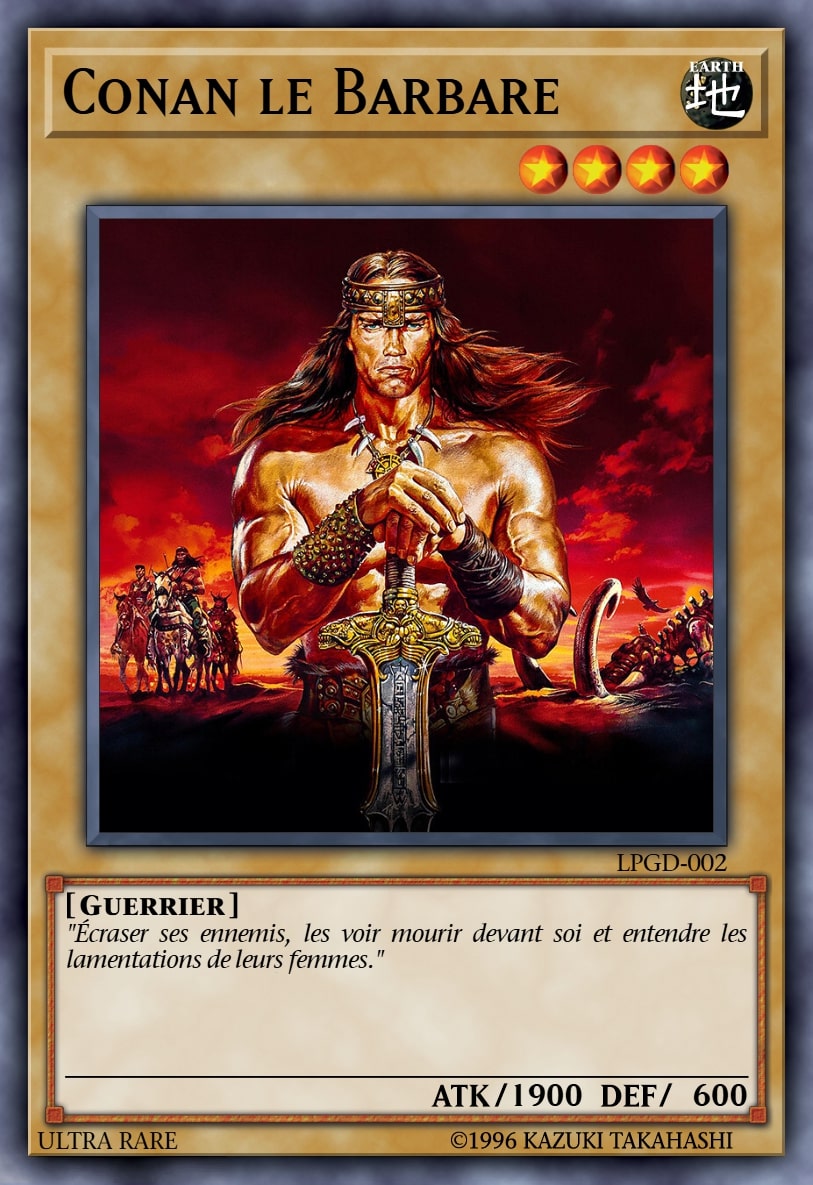 Conan le Barbare
EARTH
地
LPGD-002
[Guerrier]
"Écraser ses ennemis, les voir mourir devant soi et entendre les
lamentations de leurs femmes."
ATK/1900 DEF/ 600
ULTRA RARE ©1996 KAZUKI TAKAHASHI